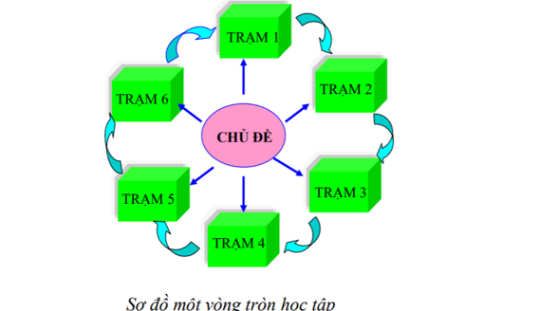 TRẠM 1
TRẠM 2
TRẠM 3
TRẠM 4
TRẠM 5
TRẠM 6
CHỦ ĐỀ
Sơ đồ một vòng tròn học tập